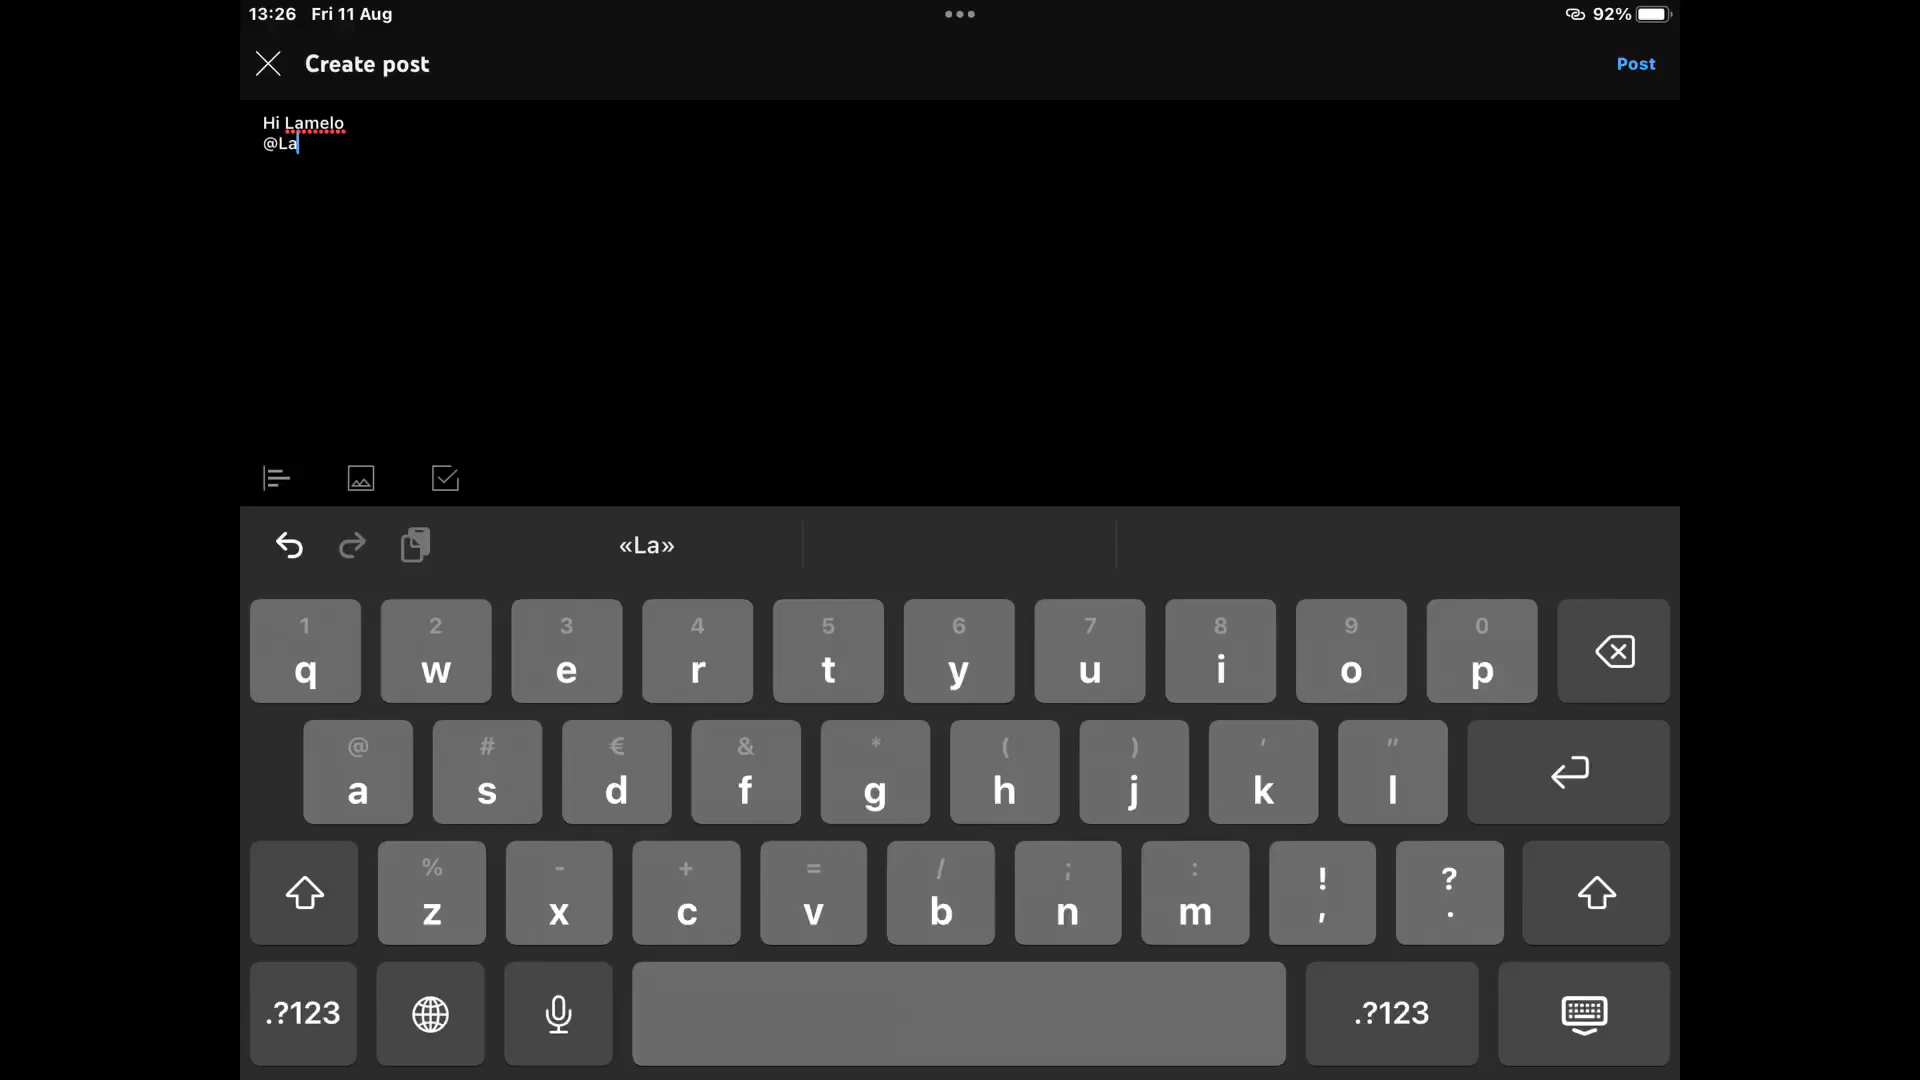 13:26 Fri 11 Aug 92%
Create post Post
Hi Lamelo
@La
«La»
1 2 3 4 5 6 7 8 9 0
q w e r t y u i o p
@ # € & * ( ) ' "
a s d f g h j k l
% - + = / ; : ! ?
z x c v b n m , .
.?123 .?123